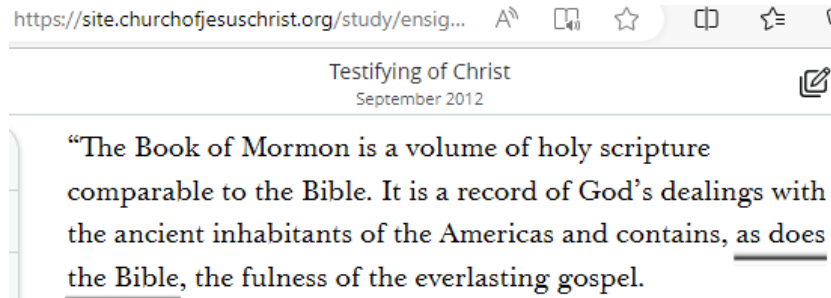 https://site.churchofjesuschrist.org/study/ensig...
Testifying of Christ
September 2012
“The Book of Mormon is a volume of holy scripture
comparable to the Bible. It is a record of God’s dealings with
the ancient inhabitants of the Americas and contains, as does
the Bible, the fulness of the everlasting gospel.